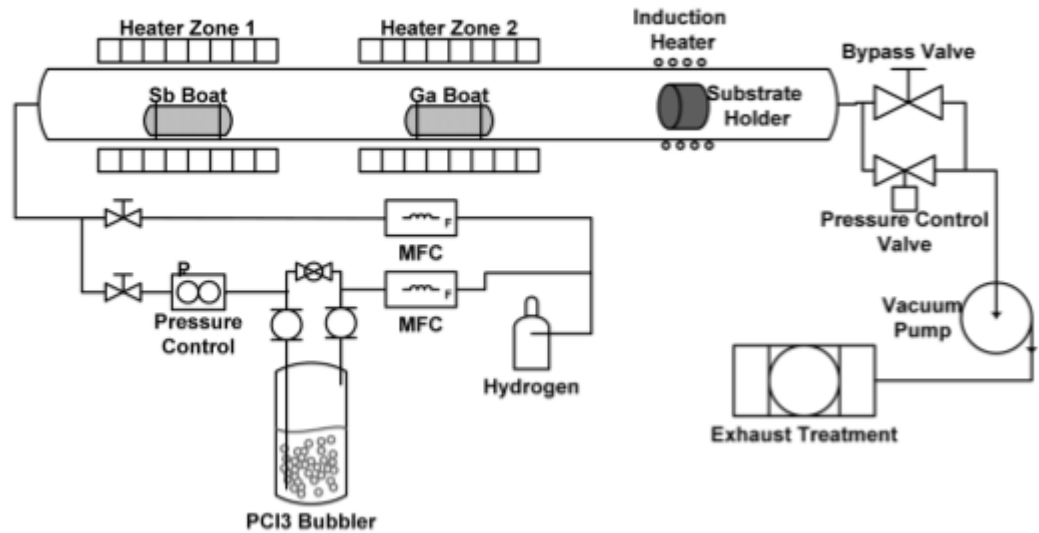 Heater Zone 1
Heater Zone 2
Induction
Heater
Bypass Valve
Sb Boat
Ga Boat
Substrate
Holder
Pressure Control
Valve
F
MFC
P
F
MFC
Pressure
Control
Hydrogen
Vacuum
Pump
Exhaust Treatment
PCl3 Bubbler